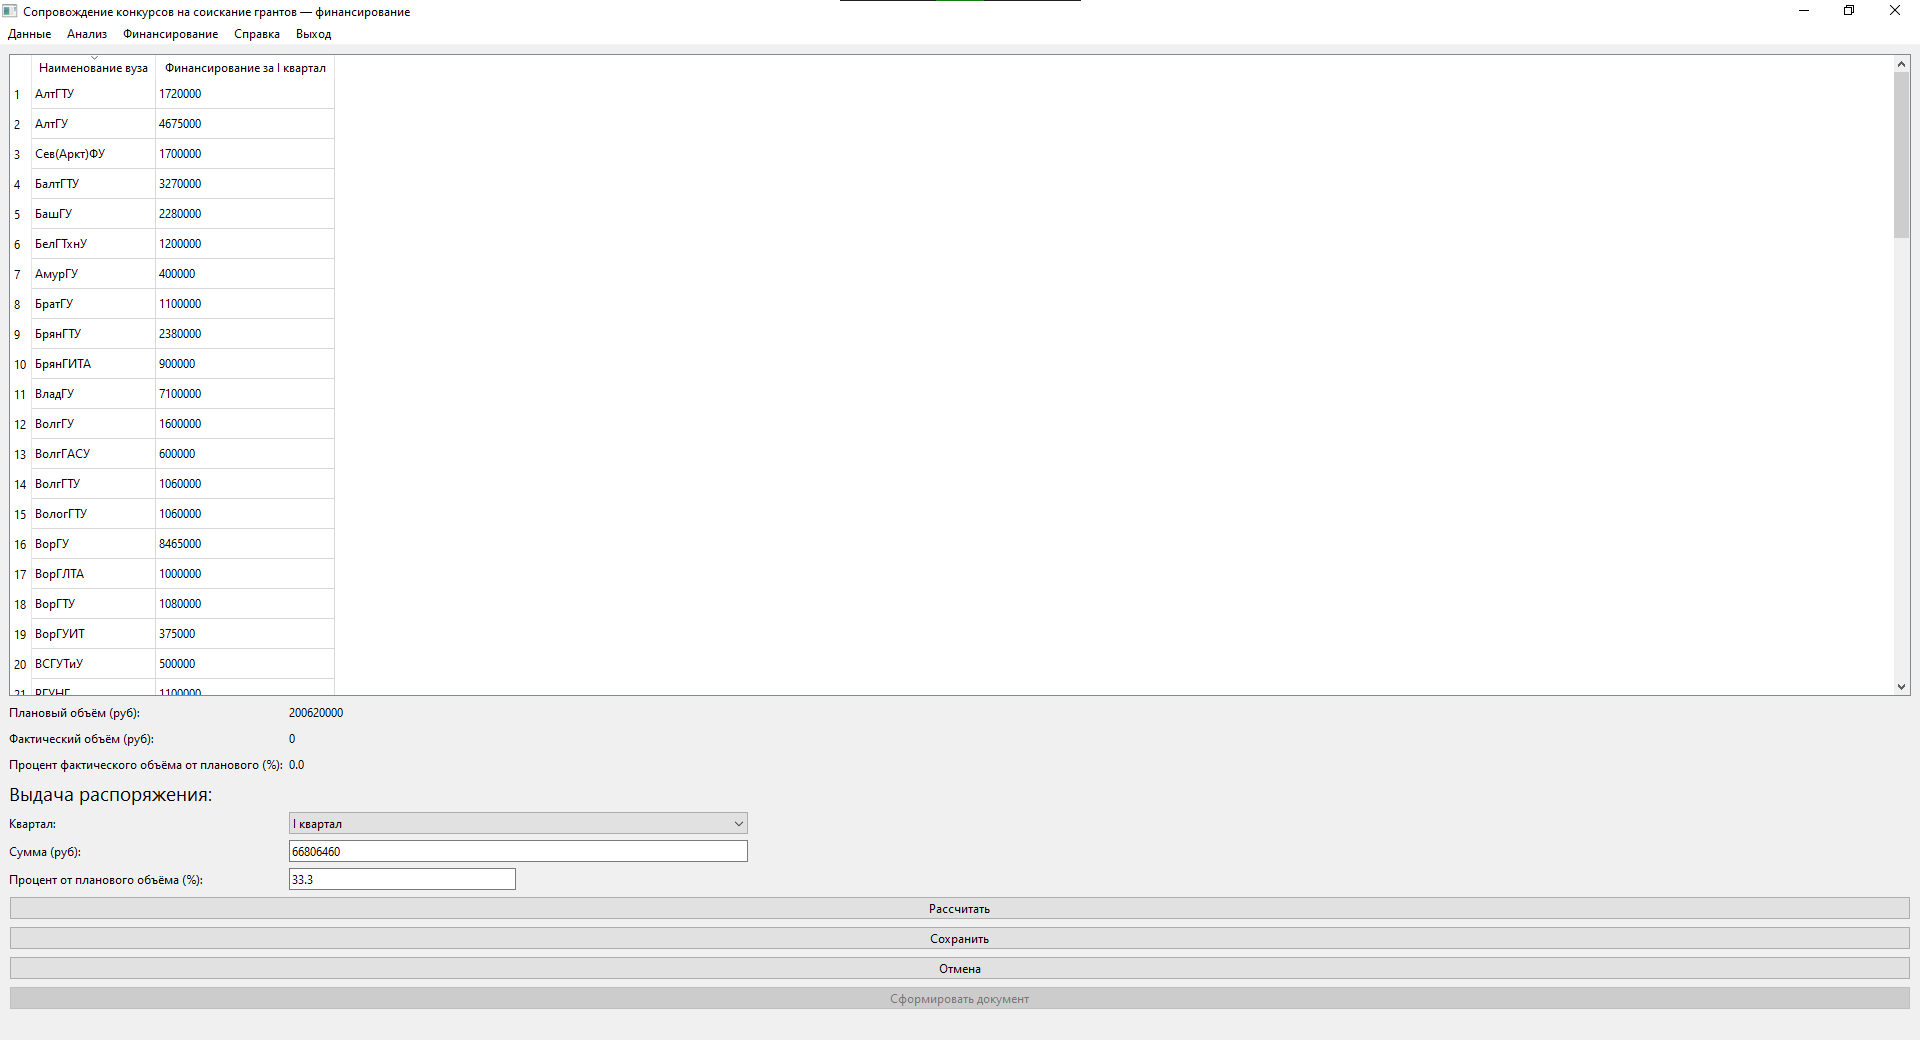 Сопровождение конкурсов на соискание грантов — финансирование
Данные Анализ Финансирование Справка Выход
Наименование вуза Финансирование за I квартал
1 АлтГТУ 1720000
2 АлтГУ 4675000
3 Сев(Аркт)ФУ 1700000
4 БалтГТУ 3270000
5 БашГУ 2280000
6 БелГТхнУ 1200000
7 АмурГУ 400000
8 БратГУ 1100000
9 БрянГТУ 2380000
10 БрянГИТА 900000
11 ВладГУ 7100000
12 ВолгГУ 1600000
13 ВолгГАСУ 600000
14 ВолгГТУ 1060000
15 ВологГТУ 1060000
16 ВорГУ 8465000
17 ВорГЛТА 1000000
18 ВорГТУ 1080000
19 ВорГУИТ 375000
20 ВСГУТиУ 500000
21 1100000
Плановый объём (руб): 200620000
Фактический объём (руб): 0
Процент фактического объёма от планового (%): 0.0
Выдача распоряжения:
Квартал: I квартал
Сумма (руб): 66806460
Процент от планового объёма (%): 33.3
Рассчитать
Сохранить
Отмена
Сформировать документ